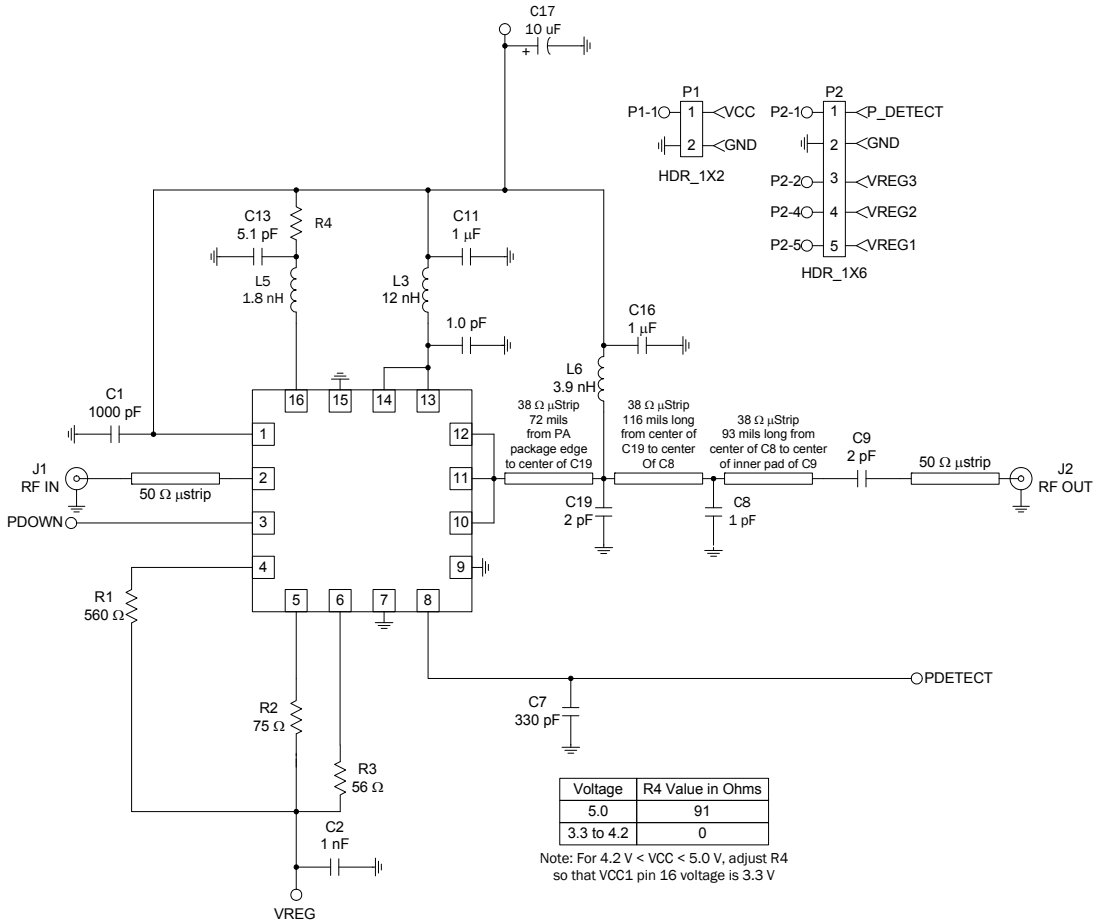 C17
10 uF
+
P1
P1-1
1
VCC
2
GND
HDR_1X2
P2
P2-1
1
P_DETECT
2
GND
P2-2
3
VREG3
P2-4
4
VREG2
P2-5
5
VREG1
HDR_1X6
C13
5.1 pF
R4
C11
1 μF
L5
1.8 nH
L3
12 nH
1.0 pF
C16
1 μF
L6
3.9 nH
C1
1000 pF
16
15
14
13
1
2
3
4
12
11
10
9
5
6
7
8
J1
RF IN
50 Ω μstrip
PDOWN
38 Ω μStrip
72 mils
from PA
package edge
to center of C19
38 Ω μStrip
116 mils long
from center of
C19 to center
Of C8
38 Ω μStrip
93 mils long from
center of C8 to center
of inner pad of C9
C9
2 pF
50 Ω μstrip
J2
RF OUT
C19
2 pF
C8
1 pF
R1
560 Ω
R2
75 Ω
R3
56 Ω
C7
330 pF
PDETECT
C2
1 nF
VREG
Voltage R4 Value in Ohms
5.0 91
3.3 to 4.2 0
Note: For 4.2 V < VCC < 5.0 V, adjust R4
so that VCC1 pin 16 voltage is 3.3 V